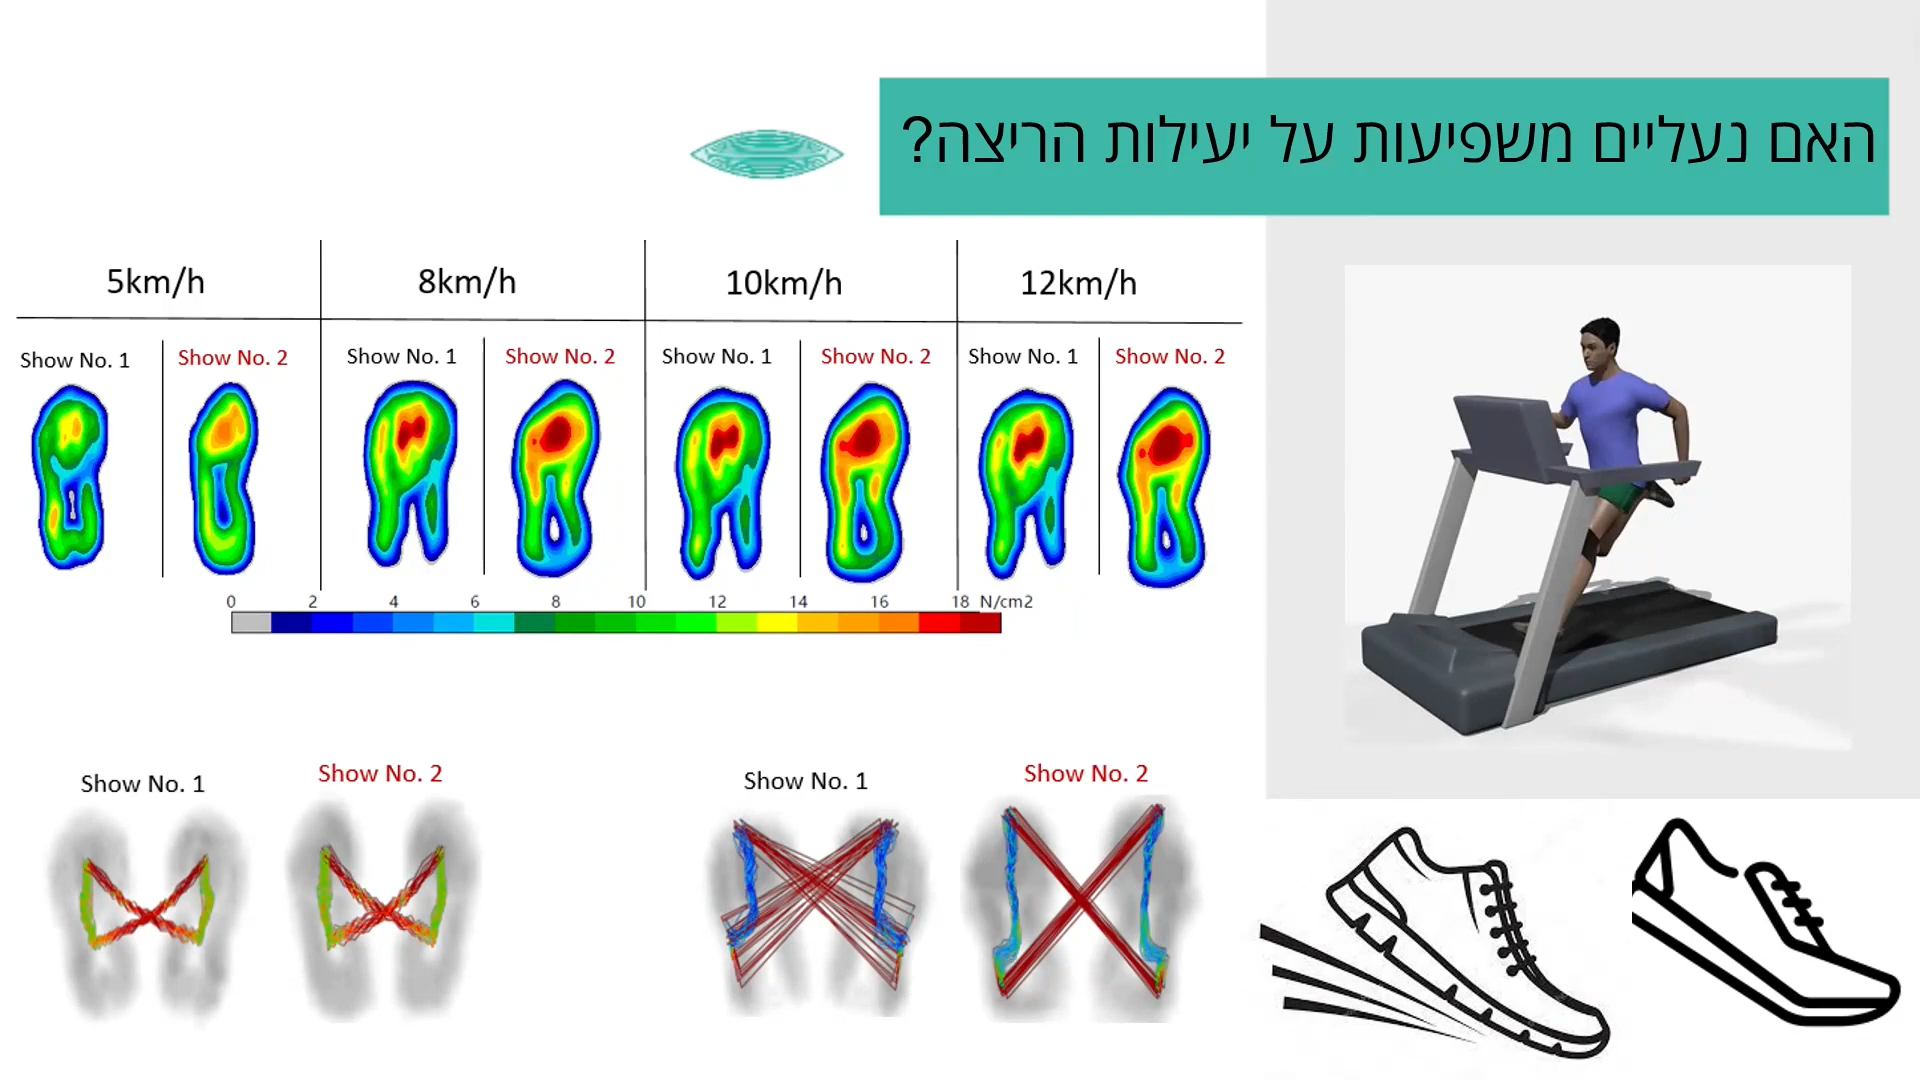 האם נעליים משפיעות על יעילות הריצה?
5km/h 8km/h 10km/h 12km/h
Show No. 1 Show No. 2 Show No. 1 Show No. 2 Show No. 1 Show No. 2 Show No. 1 Show No. 2
0 2 4 6 8 10 12 14 16 18 N/cm2
Show No. 1 Show No. 2 Show No. 1 Show No. 2